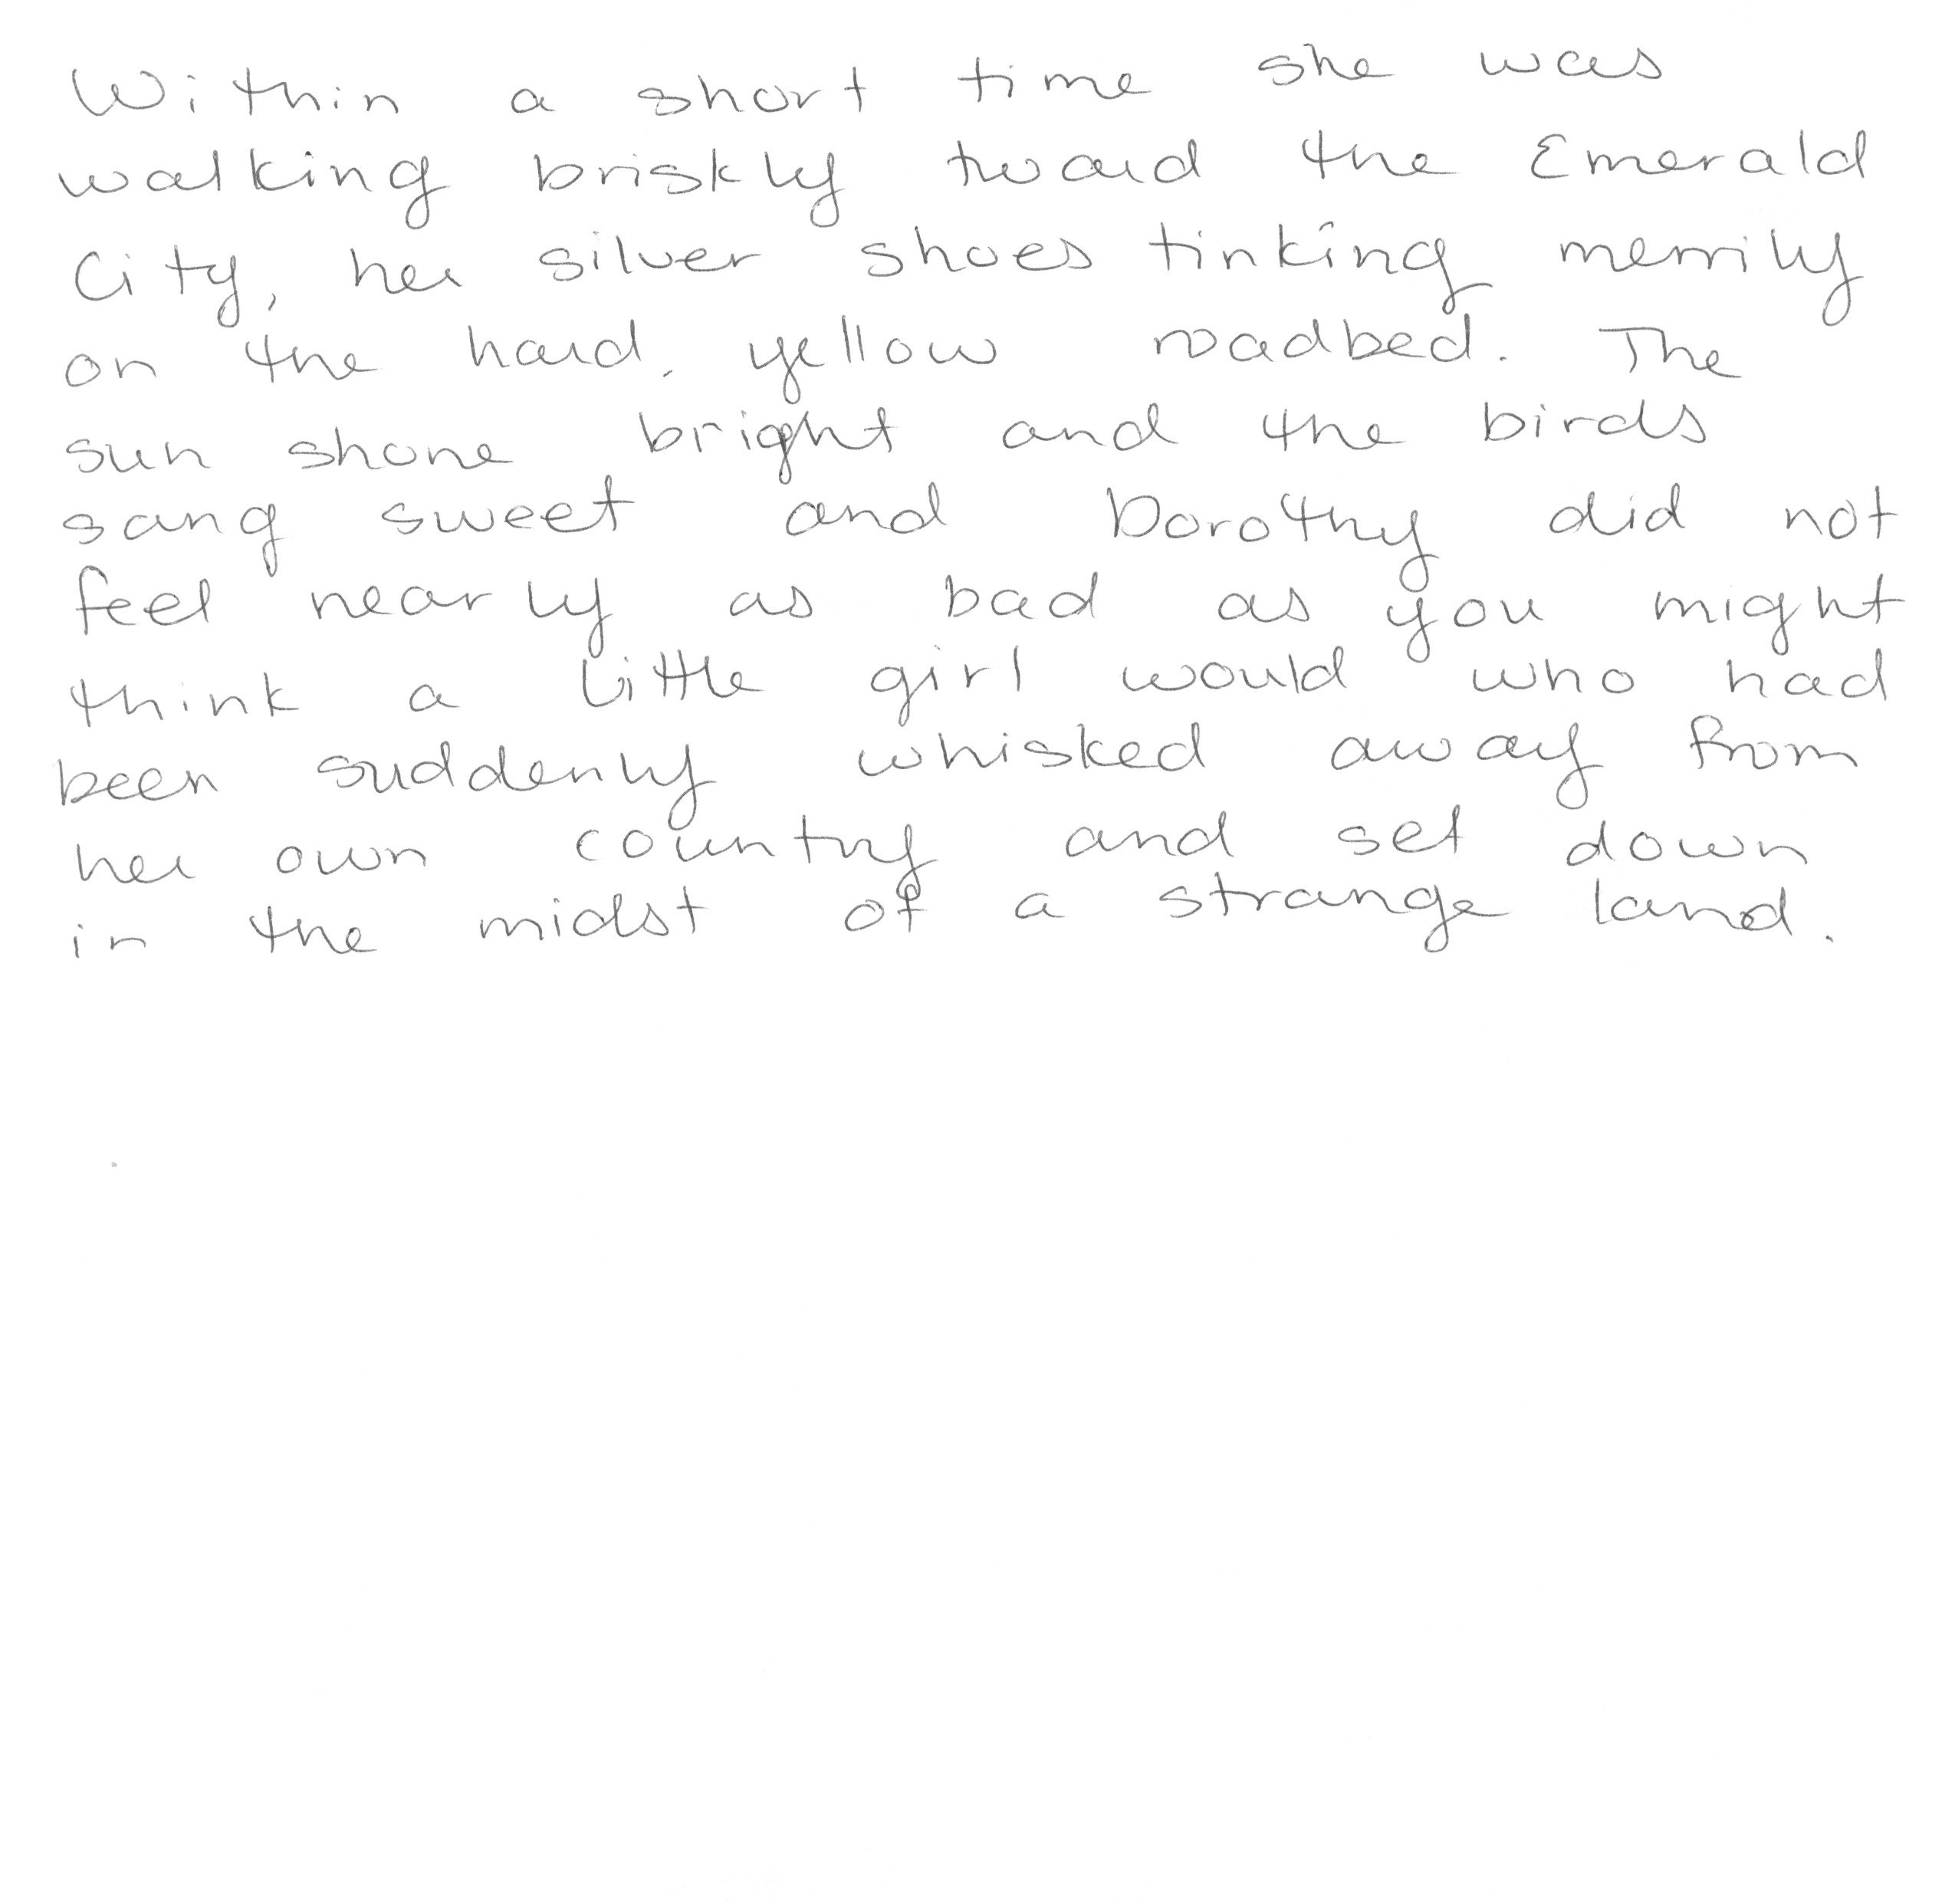 Within a short time she was
walking briskly tward the Emerald
City, her silver shoes tinking merrily
on the hard, yellow roadbed. The
sun shone bright and the birds
sang sweet and Dorothy did not
feel nearly as bad as you might
think a little girl would who had
been suddenly whisked away from
her own country and set down
in the midst of a strange land.